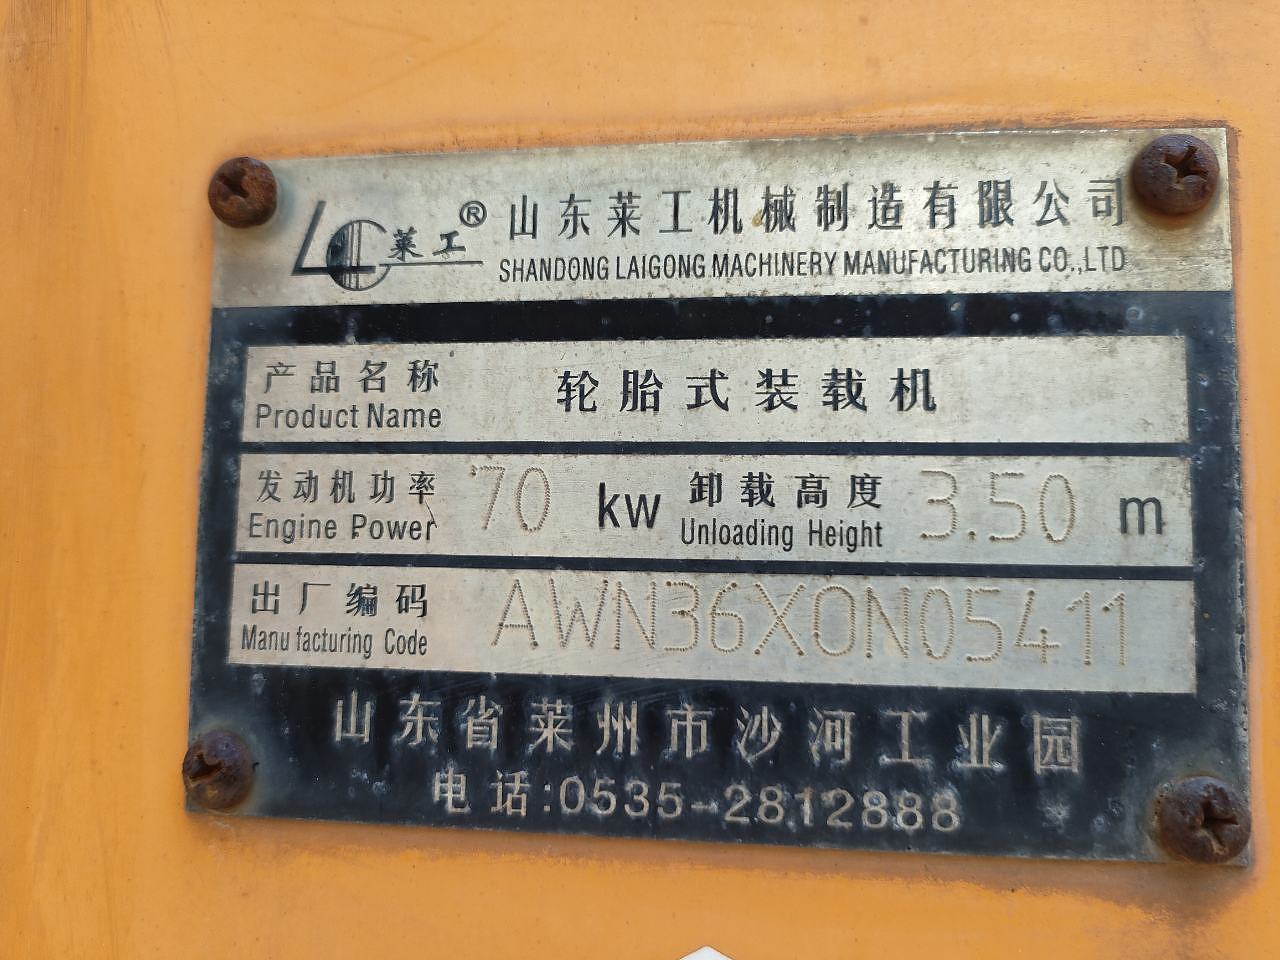 莱工® 山东莱工机械制造有限公司
SHANDONG LAIGONG MACHINERY MANUFACTURING CO.,LTD
产品名称 轮胎式装载机
Product Name
发动机功率 70 kw 卸载高度 3.50 m
Engine Power Unloading Height
出厂编码 AWN36X0N05411
Manufacturing Code
山东省莱州市沙河工业园
电话:0535-2812888